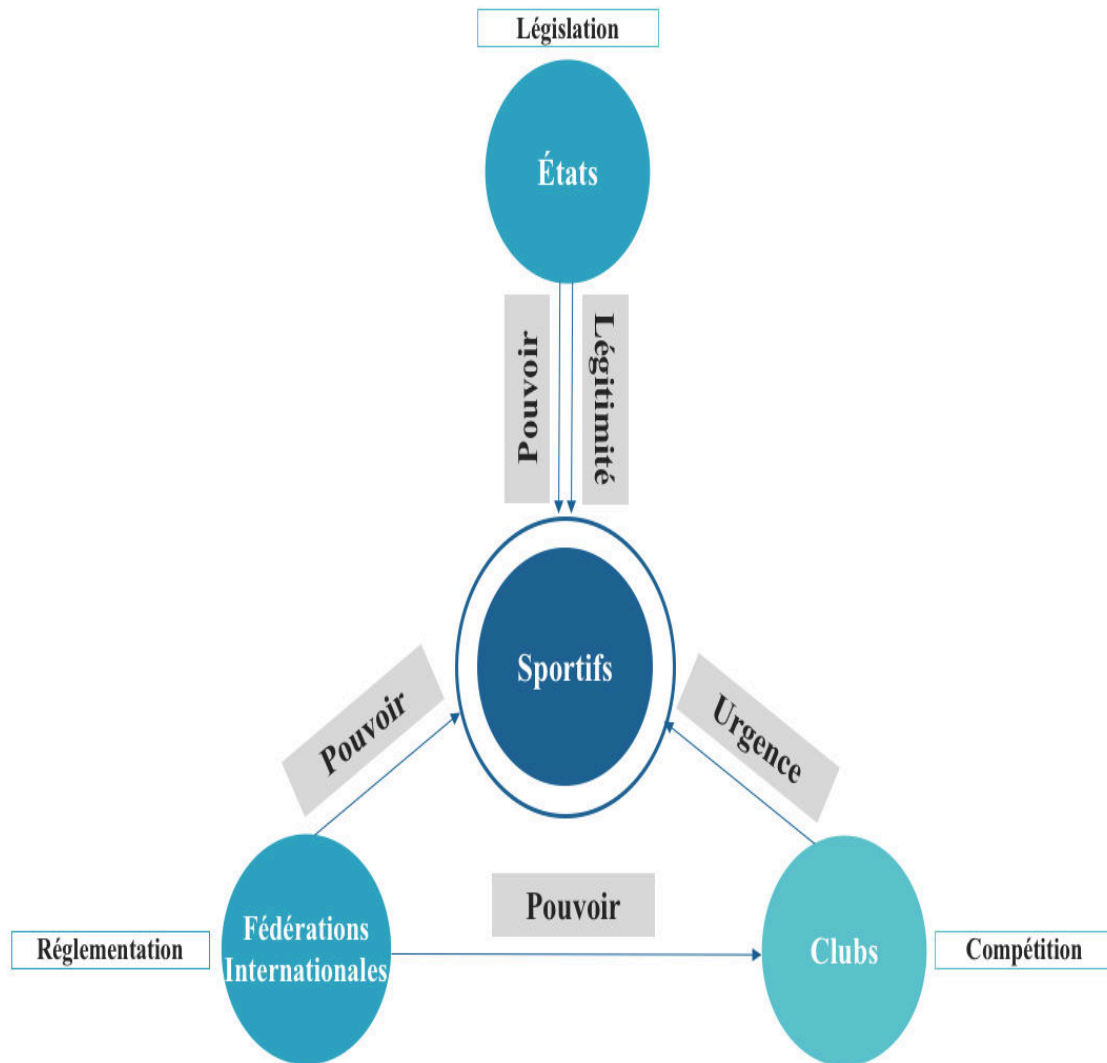 Législation
États
Pouvoir
Légitimité
Sportifs
Pouvoir
Urgence
Pouvoir
Fédérations
Internationales
Réglementation
Clubs
Compétition